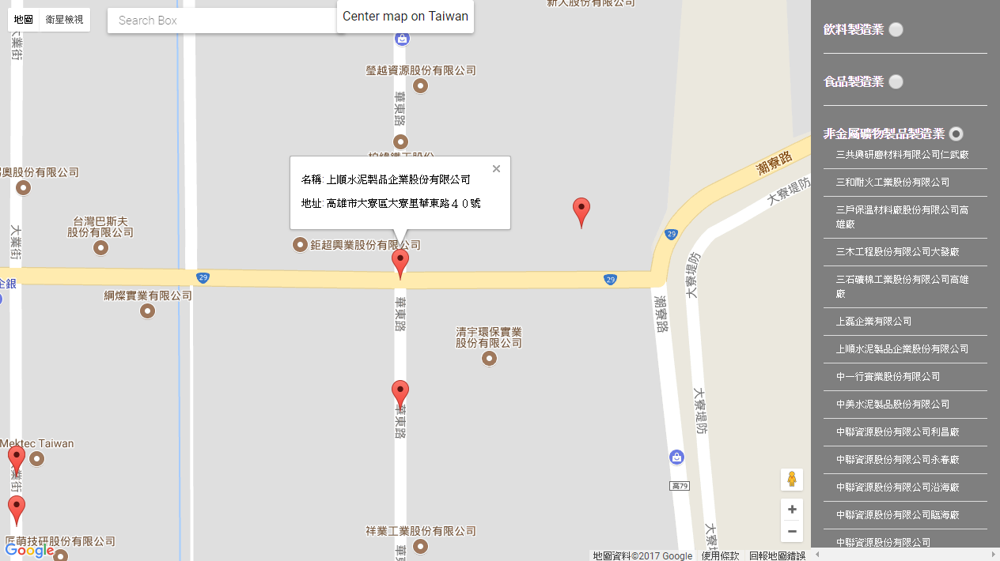 地圖
衛星檢視
Search Box
Center map on Taiwan
新大股份有限公司
大業街
瑩越資源股份有限公司
華東路
奧股份有限公司
台灣巴斯夫
股份有限公司
名稱: 上順水泥製品企業股份有限公司
地址: 高雄市大寮區大寮里華東路４０號
潮寮路
大寮堤防
大業街
29
鉅超興業股份有限公司
企銀
29
29
大寮堤防
綱燦實業有限公司
華東路
潮寮路
清宇環保實業
股份有限公司
華東路
大寮堤防
Mektec Taiwan
大業街
高79
祥業工業股份有限公司
匠萌技研股份有限公司
華
大寮堤防
Google
地圖資料©2017 Google
使用條款
回報地圖錯誤
飲料製造業
食品製造業
非金屬礦物製品製造業
三共興研磨材料有限公司仁武廠
三和耐火工業股份有限公司
三戶保溫材料廠股份有限公司高
雄廠
三木工程股份有限公司大發廠
三石礦棉工業股份有限公司高雄
廠
上磊企業有限公司
上順水泥製品企業股份有限公司
中一行實業股份有限公司
中美水泥製品股份有限公司
中聯資源股份有限公司利昌廠
中聯資源股份有限公司永春廠
中聯資源股份有限公司沿海廠
中聯資源股份有限公司臨海廠
中聯資源股份有限公司